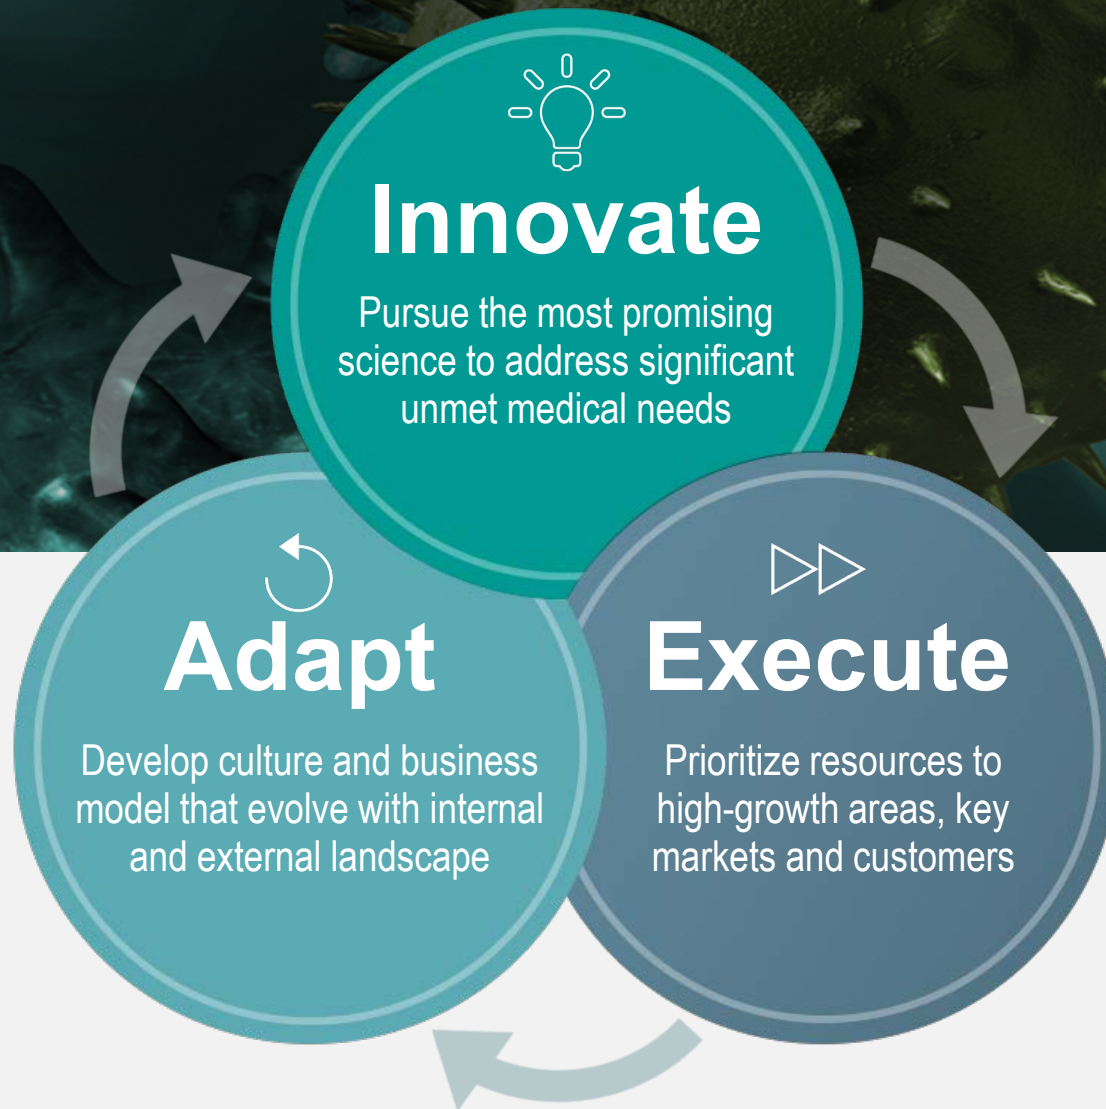 Innovate
Pursue the most promising
science to address significant
unmet medical needs
Adapt
Develop culture and business
model that evolve with internal
and external landscape
Execute
Prioritize resources to
high-growth areas, key
markets and customers